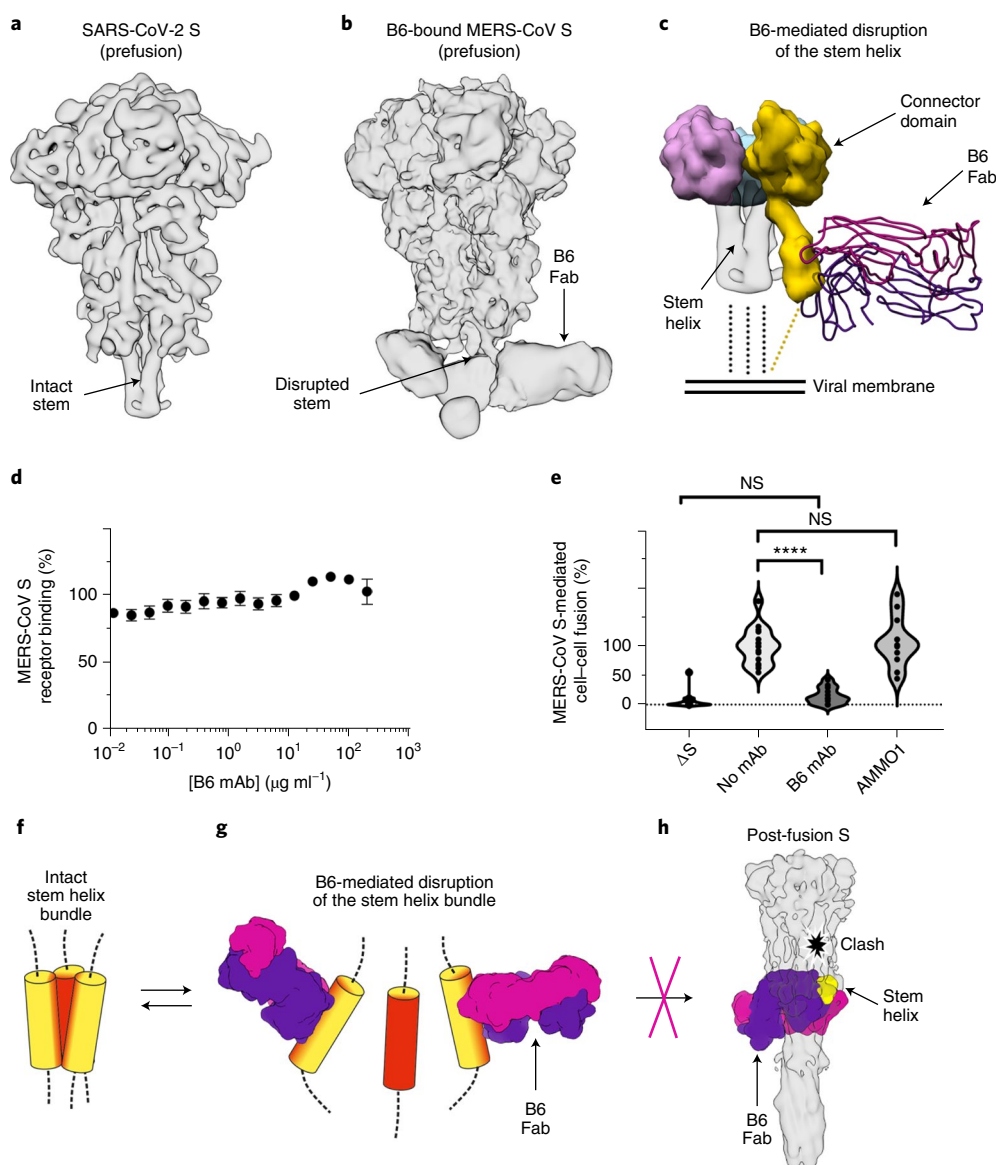 a
SARS-CoV-2 S
(prefusion)
Intact
stem
b
B6-bound MERS-CoV S
(prefusion)
B6
Fab
Disrupted
stem
c
B6-mediated disruption
of the stem helix
Connector
domain
B6
Fab
Stem
helix
Viral membrane
d
MERS-CoV S
receptor binding (%)
100
50
0
10⁻²
10⁻¹
10⁰
10¹
10²
10³
[B6 mAb] (μg ml⁻¹)
e
NS
NS
****
MERS-CoV S-mediated
cell–cell fusion (%)
100
50
0
ΔS
No mAb
B6 mAb
AMMO1
f
Intact
stem helix
bundle
g
B6-mediated disruption
of the stem helix bundle
B6
Fab
h
Post-fusion S
Clash
Stem
helix
B6
Fab